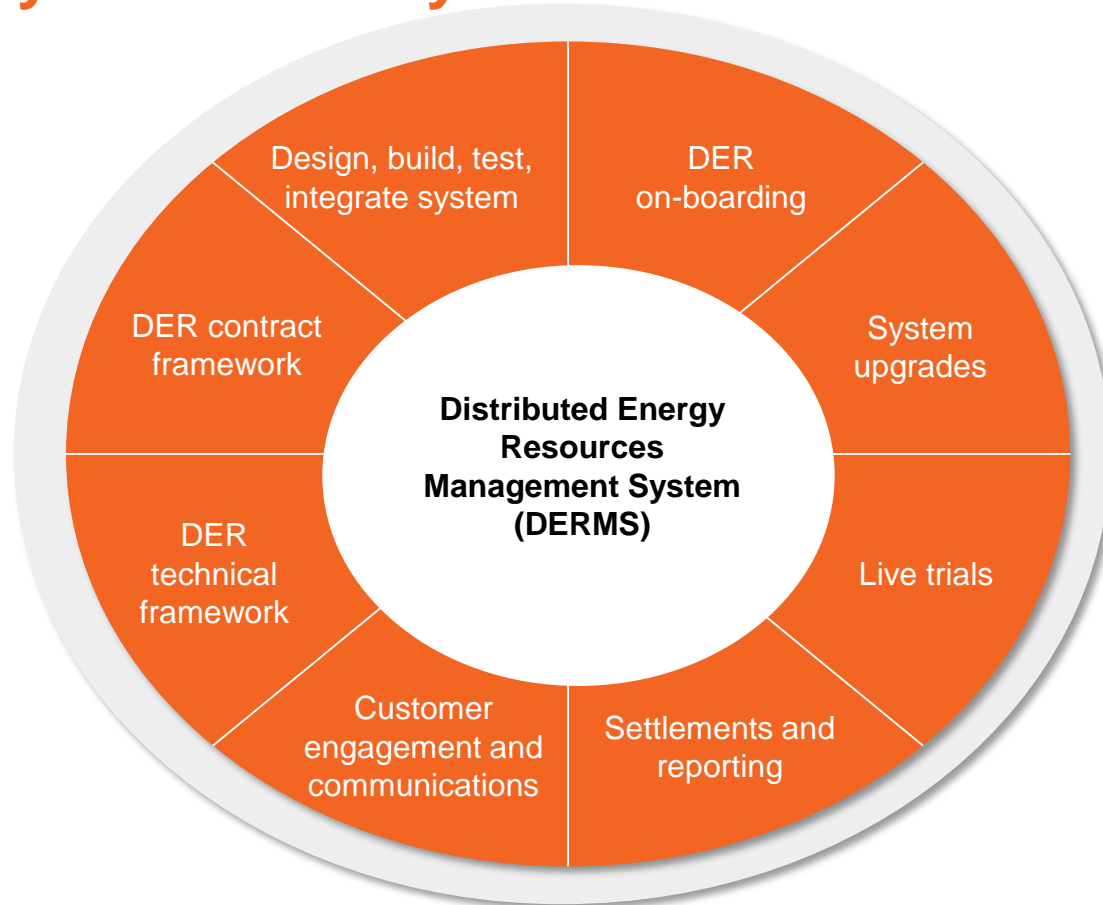 Design, build, test,
integrate system
DER
on-boarding
DER contract
framework
System
upgrades
Distributed Energy
Resources
Management System
(DERMS)
DER
technical
framework
Live trials
Customer
engagement and
communications
Settlements and
reporting